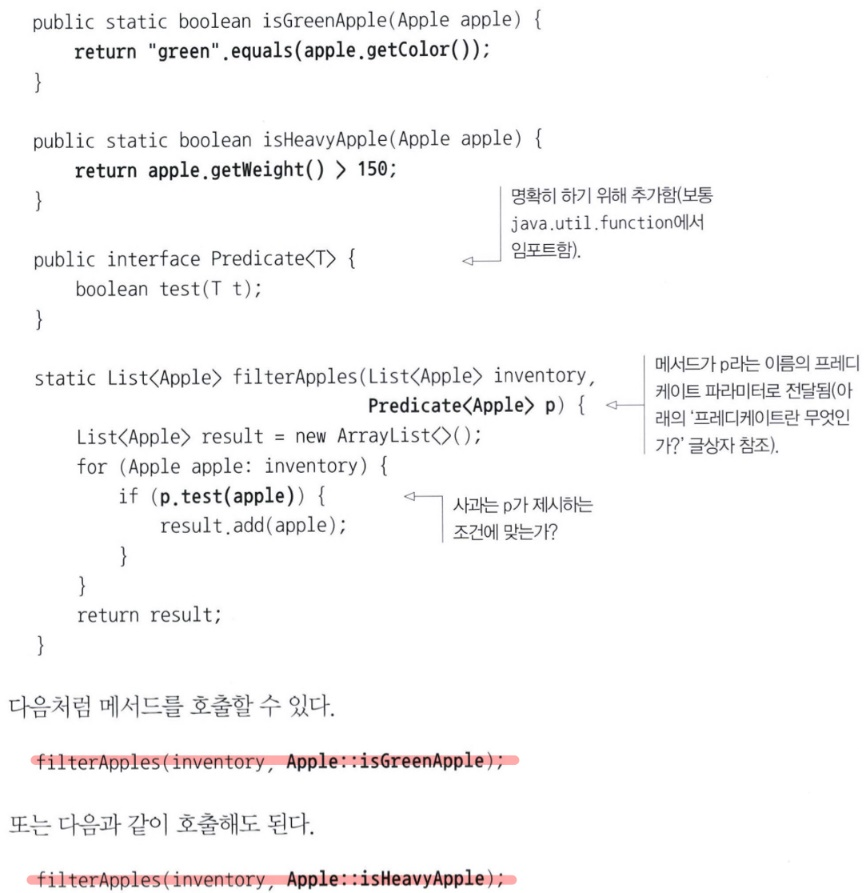 public static boolean isGreenApple(Apple apple) {
    return "green".equals(apple.getColor());
}
public static boolean isHeavyApple(Apple apple) {
    return apple.getWeight() > 150;
}
명확히 하기 위해 추가함(보통
java.util.function에서
임포트함).
public interface Predicate<T> {
    boolean test(T t);
}
static List<Apple> filterApples(List<Apple> inventory,
                                Predicate<Apple> p) {
메서드가 p라는 이름의 프레디
케이트 파라미터로 전달됨(아
래의 ‘프레디케이트란 무엇인
가?’ 글상자 참조).
    List<Apple> result = new ArrayList<>();
    for (Apple apple: inventory) {
        if (p.test(apple)) {
사과는 p가 제시하는
조건에 맞는가?
            result.add(apple);
        }
    }
    return result;
}
다음처럼 메서드를 호출할 수 있다.
filterApples(inventory, Apple::isGreenApple);
또는 다음과 같이 호출해도 된다.
filterApples(inventory, Apple::isHeavyApple);